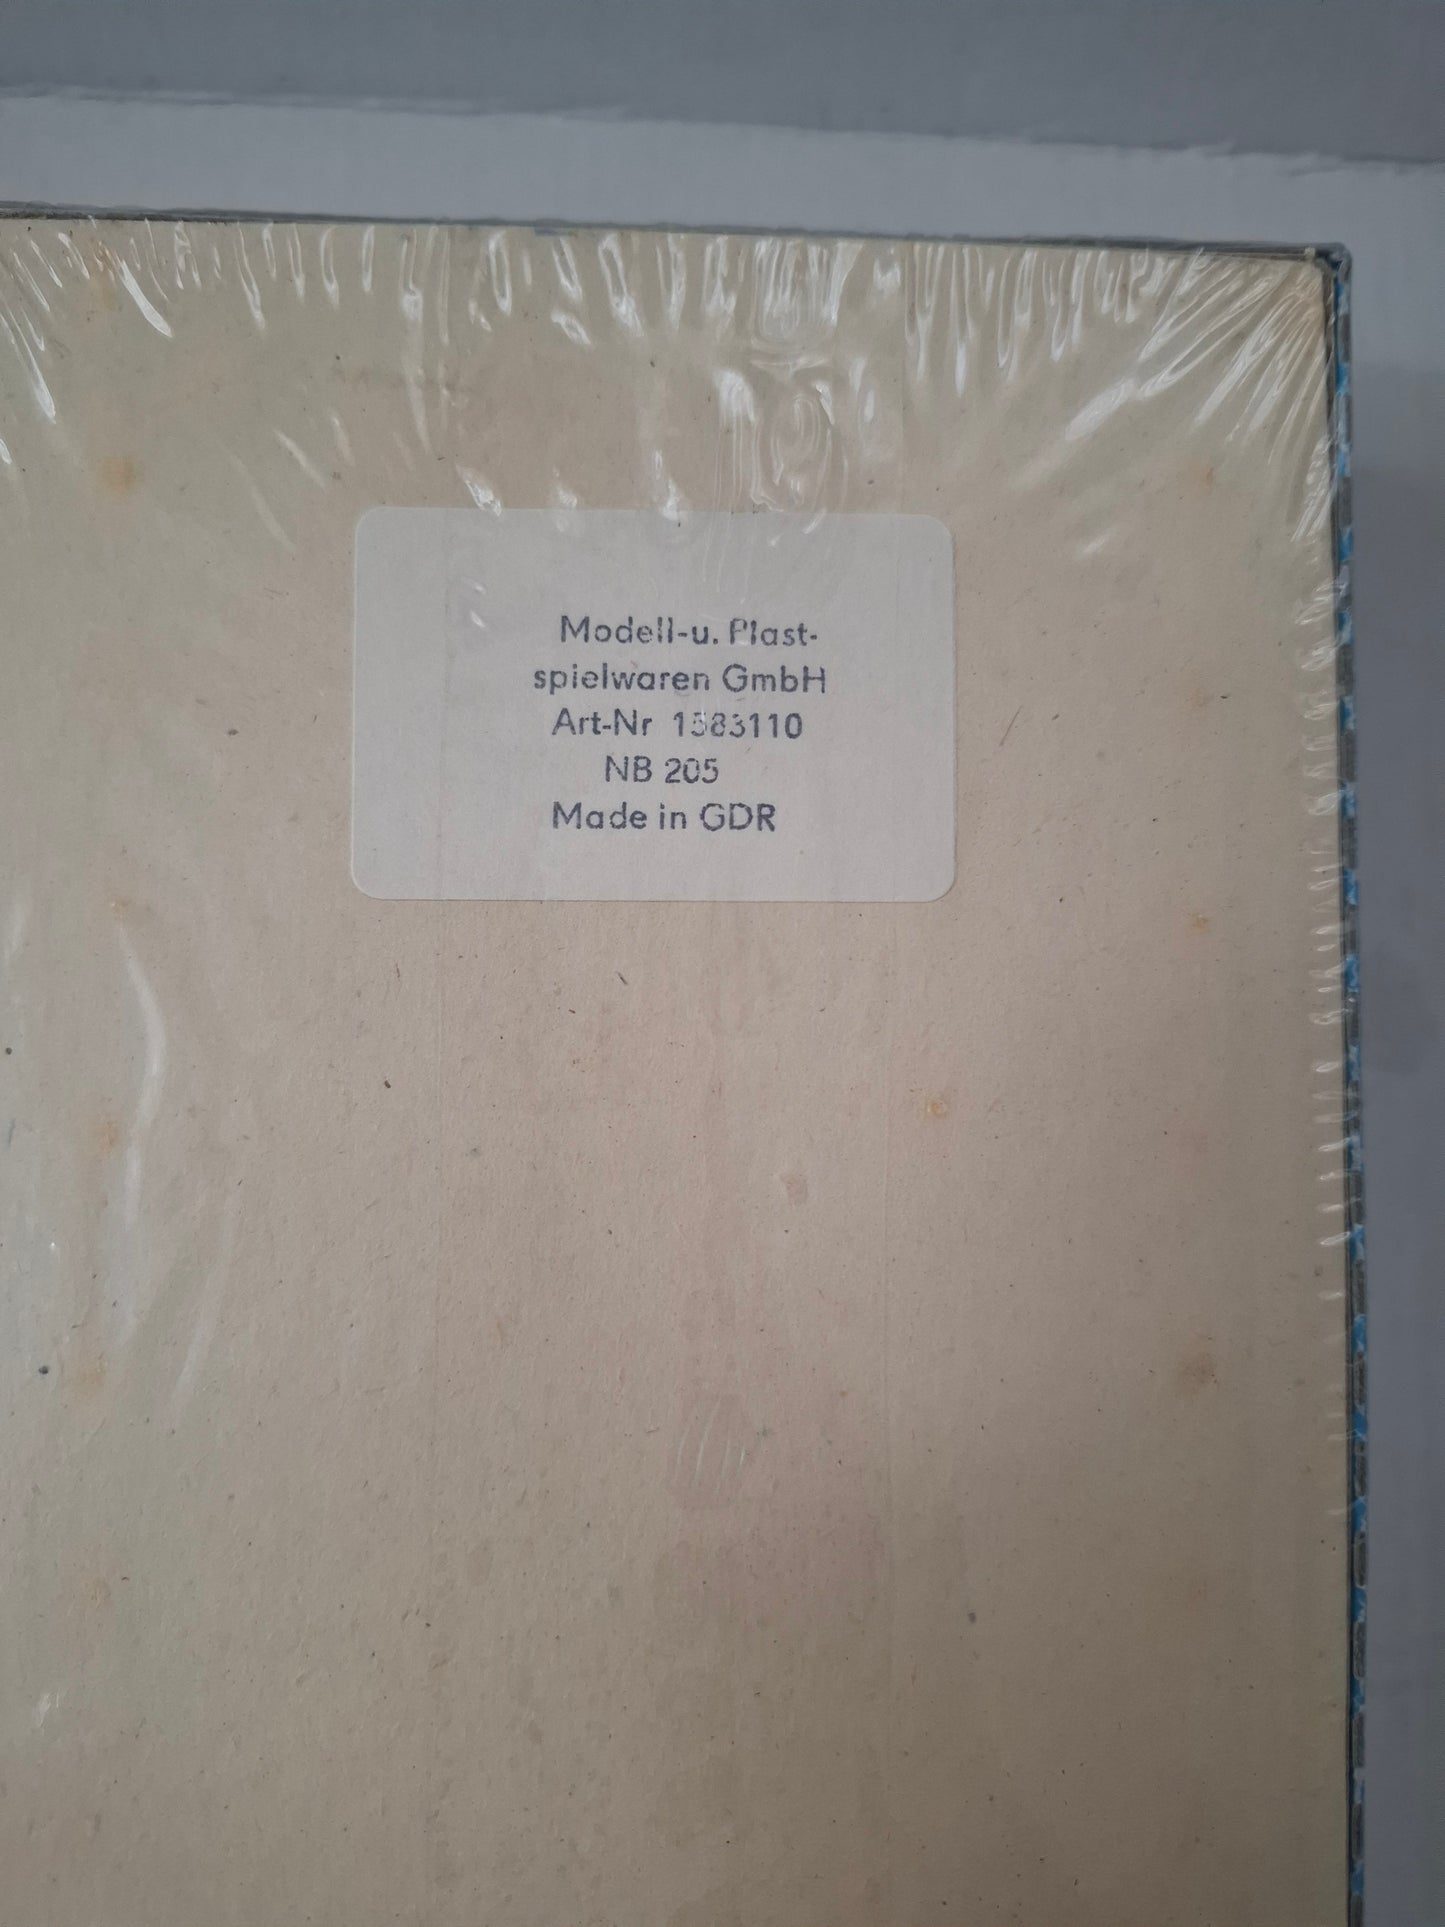 Modell-u. Plast-
spielwaren GmbH
Art-Nr 1583110
NB 205
Made in GDR